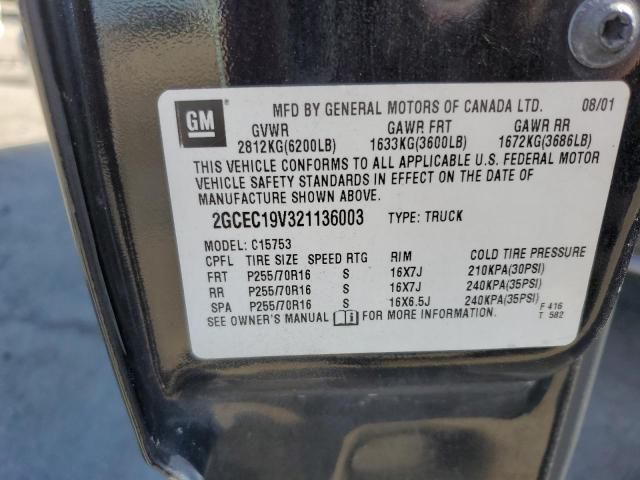 GM
MFD BY GENERAL MOTORS OF CANADA LTD. 08/01
GVWR GAWR FRT GAWR RR
2812KG(6200LB) 1633KG(3600LB) 1672KG(3686LB)
THIS VEHICLE CONFORMS TO ALL APPLICABLE U.S. FEDERAL MOTOR
VEHICLE SAFETY STANDARDS IN EFFECT ON THE DATE OF
MANUFACTURE SHOWN ABOVE.
2GCEC19V321136003 TYPE: TRUCK
MODEL: C15753
CPFL TIRE SIZE SPEED RTG RIM COLD TIRE PRESSURE
FRT P255/70R16 S 16X7J 210KPA(30PSI)
RR P255/70R16 S 16X7J 240KPA(35PSI)
SPA P255/70R16 S 16X6.5J 240KPA(35PSI)
SEE OWNER'S MANUAL FOR MORE INFORMATION.
F 416
T 582